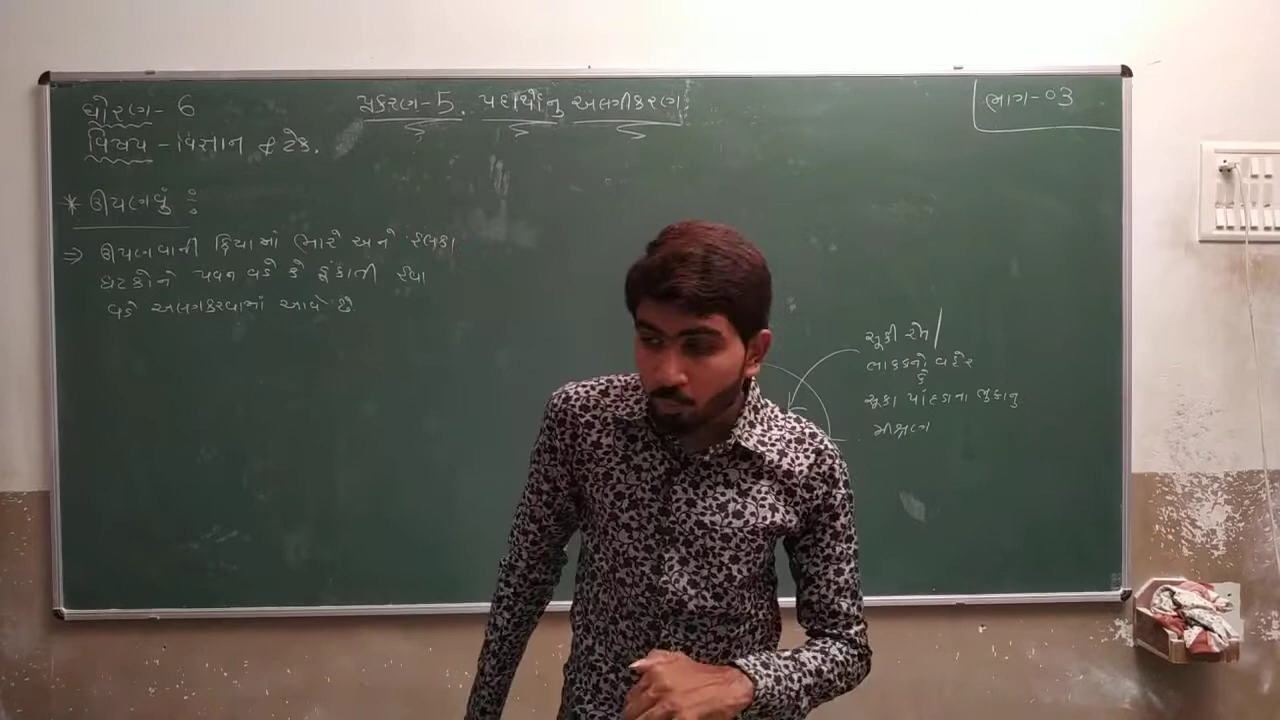 ધોરણ - 6
પ્રકરણ - 5. પદાર્થોનું અલગીકરણ
ભાગ - 03
વિષય - વિજ્ઞાન & ટેક.
* ઊપણવું :
⇒ ઊપણવાની ક્રિયામાં ભારે અને હલકા
ઘટકોને પવન વડે કે ફૂંકાતી હવા
વડે અલગ કરવામાં આવે છે.
સૂકી રેત /
લાકડાનો વહેર
કે
સૂકા પાંદડાના ભુકાનુ
મીશ્રણ